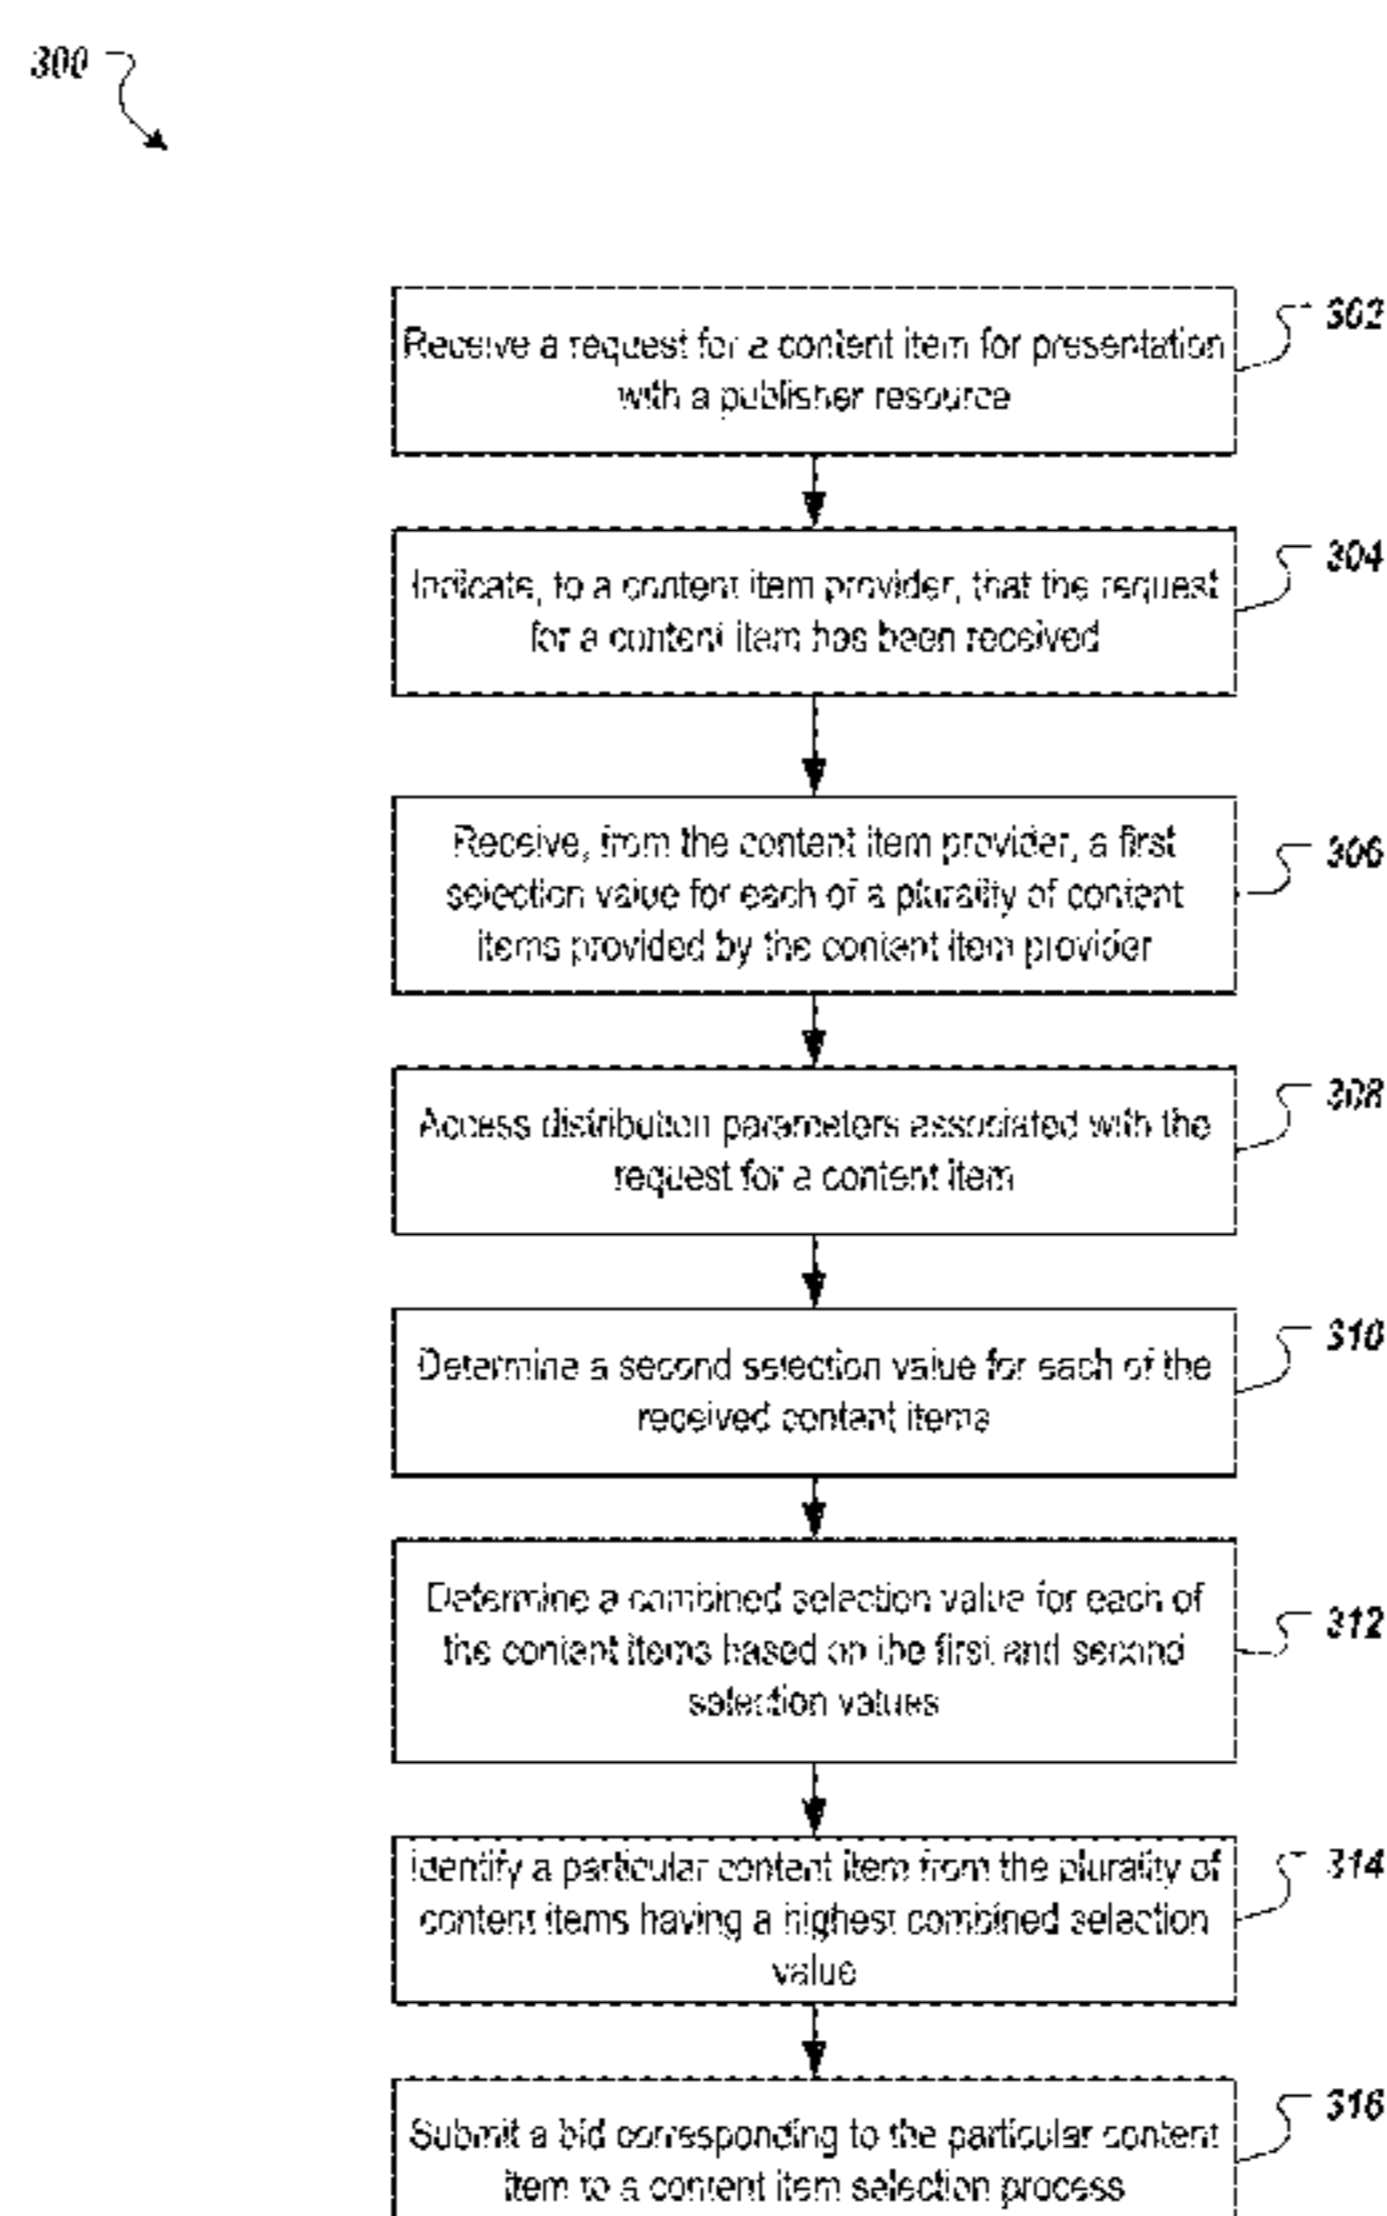 300
302
Receive a request for a content item for presentation
with a publisher resource
304
Indicate, to a content item provider, that the request
for a content item has been received
306
Receive, from the content item provider, a first
selection value for each of a plurality of content
items provided by the content item provider
308
Access distribution parameters associated with the
request for a content item
310
Determine a second selection value for each of the
received content items
312
Determine a combined selection value for each of
the content items based on the first and second
selection values
314
Identify a particular content item from the plurality of
content items having a highest combined selection
value
316
Submit a bid corresponding to the particular content
item to a content item selection process